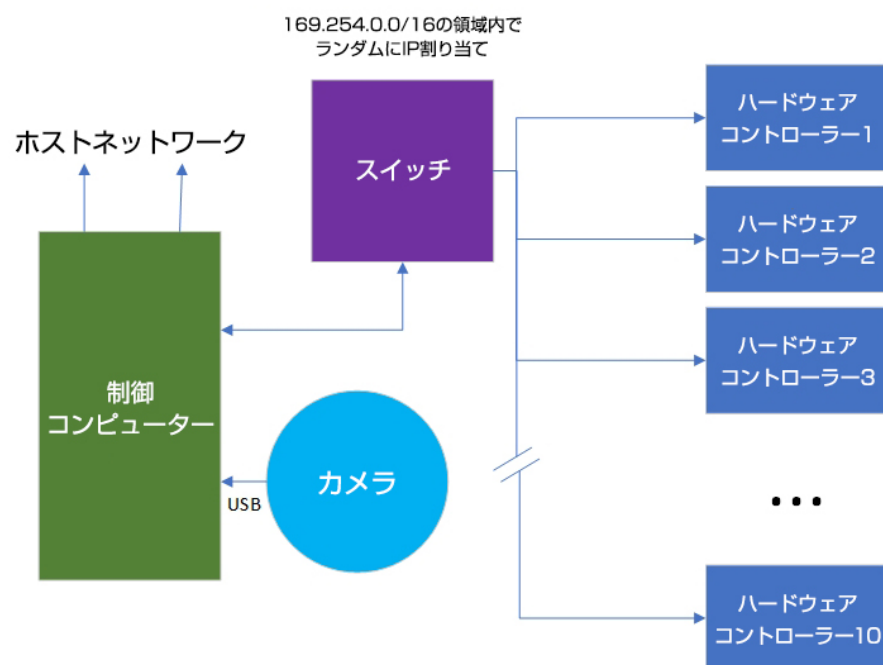 169.254.0.0/16の領域内で
ランダムにIP割り当て
ホストネットワーク
スイッチ
制御
コンピューター
カメラ
USB
ハードウェア
コントローラー1
ハードウェア
コントローラー2
ハードウェア
コントローラー3
•••
ハードウェア
コントローラー10